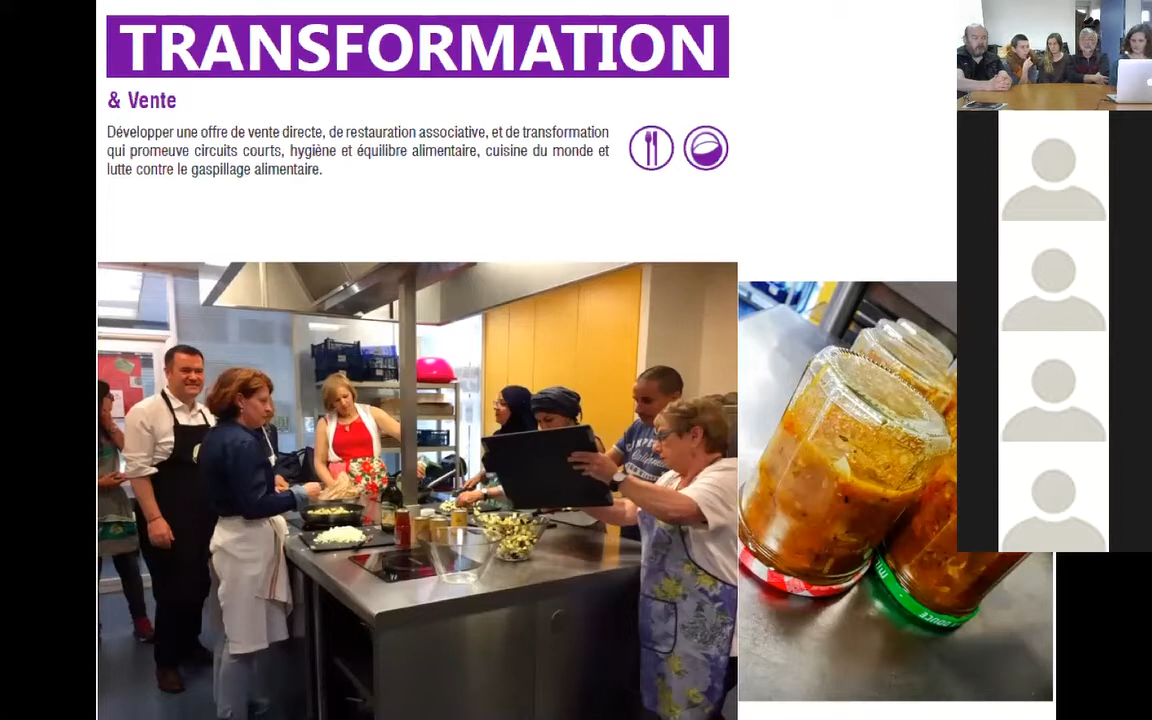 TRANSFORMATION
& Vente
Développer une offre de vente directe, de restauration associative, et de transformation
qui promeuve circuits courts, hygiène et équilibre alimentaire, cuisine du monde et
lutte contre le gaspillage alimentaire.